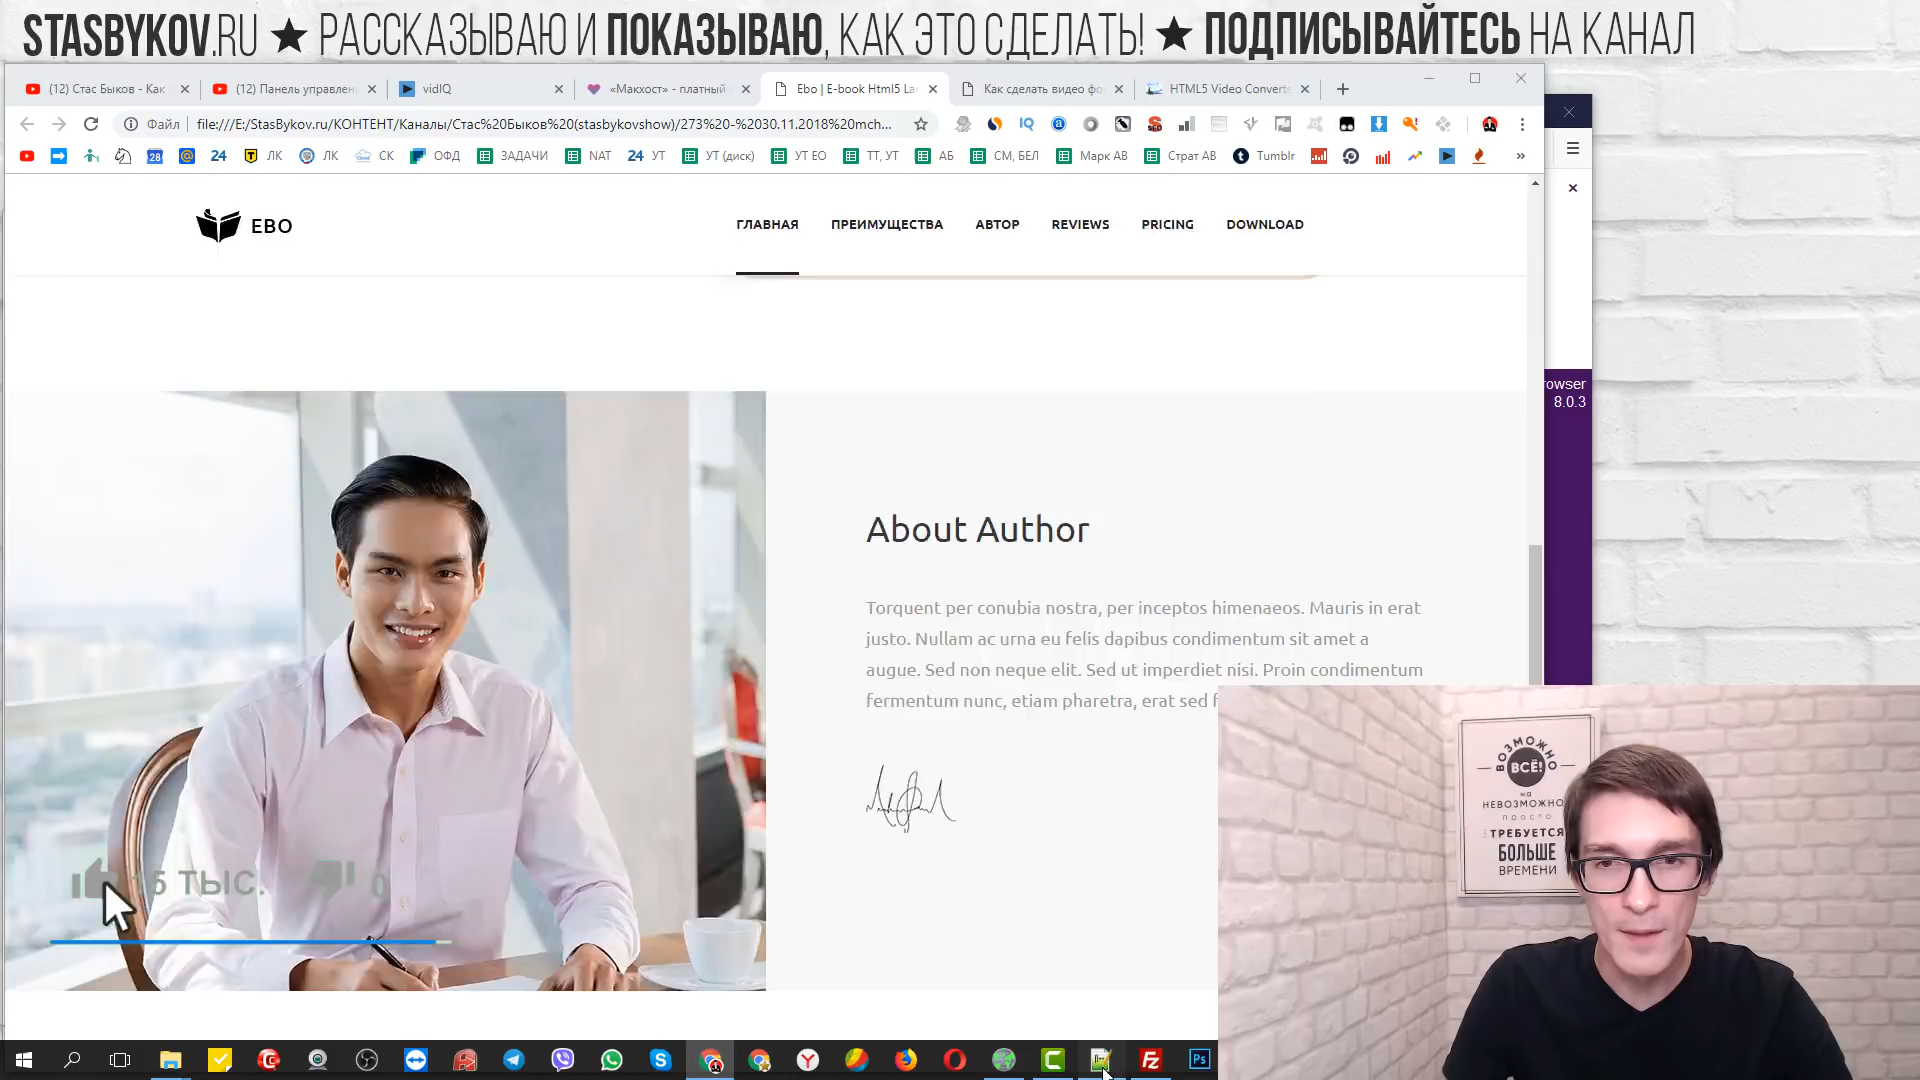 STASBYKOV.RU ★ РАССКАЗЫВАЮ И ПОКАЗЫВАЮ, КАК ЭТО СДЕЛАТЬ! ★ ПОДПИСЫВАЙТЕСЬ НА КАНАЛ
(12) Стас Быков - Как
(12) Панель управлен
vidIQ
«Макхост» - платный
Ebo | E-book Html5 La
Как сделать видео фо
HTML5 Video Converte
Файл
file:///E:/StasBykov.ru/КОНТЕНТ/Каналы/Стас%20Быков%20(stasbykovshow)/273%20-%2030.11.2018%20mch...
ЛК
ЛК
СК
ОФД
ЗАДАЧИ
NAT
24 УТ
УТ (диск)
УТ ЕО
ТТ, УТ
АБ
СМ, БЕЛ
Марк АВ
Страт АВ
Tumblr
»
EBO
ГЛАВНАЯ
ПРЕИМУЩЕСТВА
АВТОР
REVIEWS
PRICING
DOWNLOAD
rowser
8.0.3
About Author
Torquent per conubia nostra, per inceptos himenaeos. Mauris in erat
justo. Nullam ac urna eu felis dapibus condimentum sit amet a
augue. Sed non neque elit. Sed ut imperdiet nisi. Proin condimentum
fermentum nunc, etiam pharetra, erat sed f
5 ТЫС.
0
ВОЗМОЖНО
ВСЁ!
НА
НЕВОЗМОЖНО
ПРОСТО
ТРЕБУЕТСЯ
БОЛЬШЕ
ВРЕМЕНИ